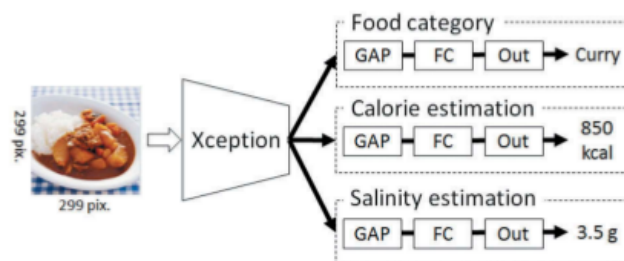 Food category
GAP FC Out Curry
299 pix.
Xception
Calorie estimation
GAP FC Out 850 kcal
299 pix.
Salinity estimation
GAP FC Out 3.5 g